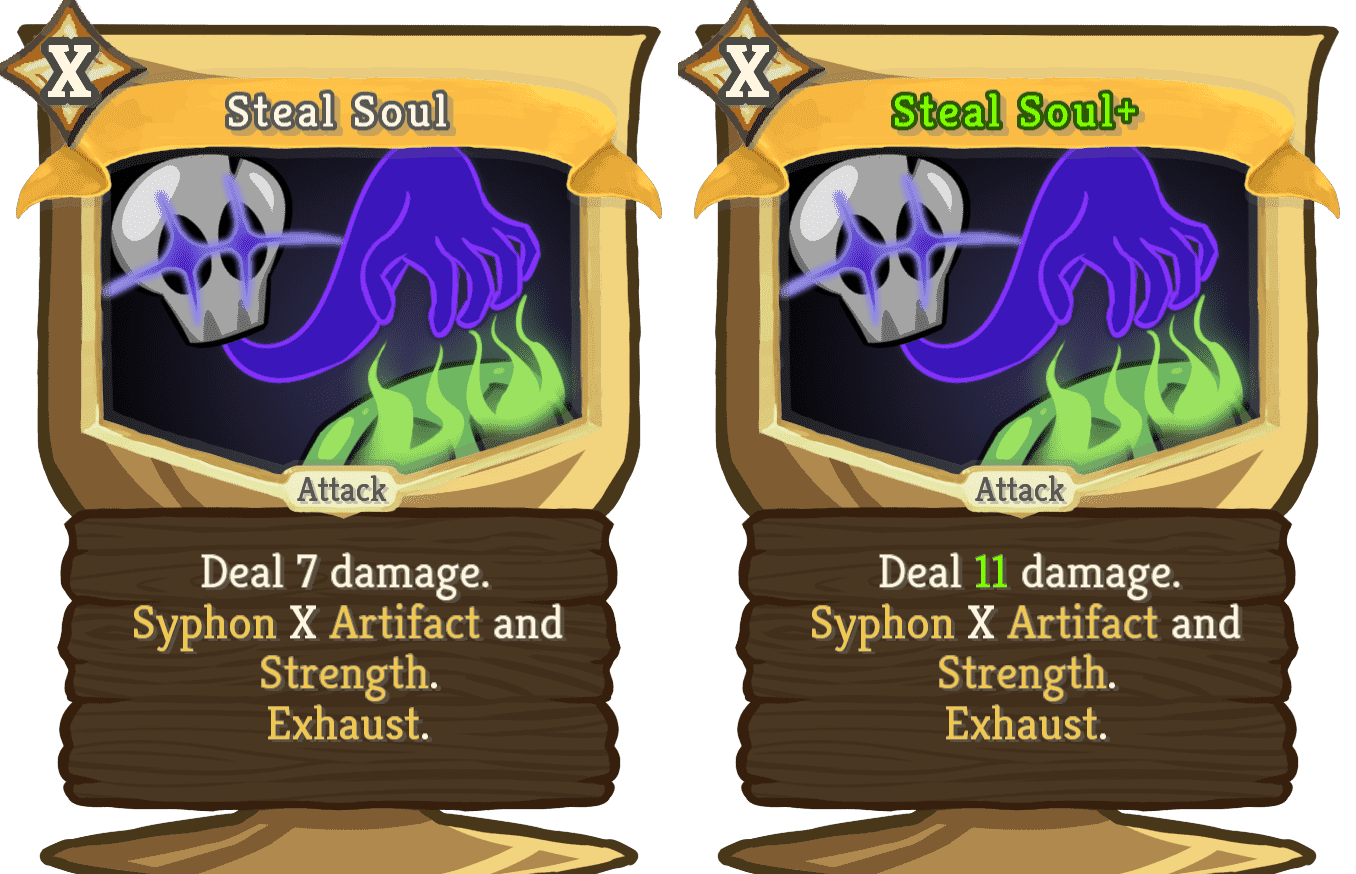 X
Steal Soul
Attack
Deal 7 damage.
Syphon X Artifact and
Strength.
Exhaust.
X
Steal Soul+
Attack
Deal 11 damage.
Syphon X Artifact and
Strength.
Exhaust.